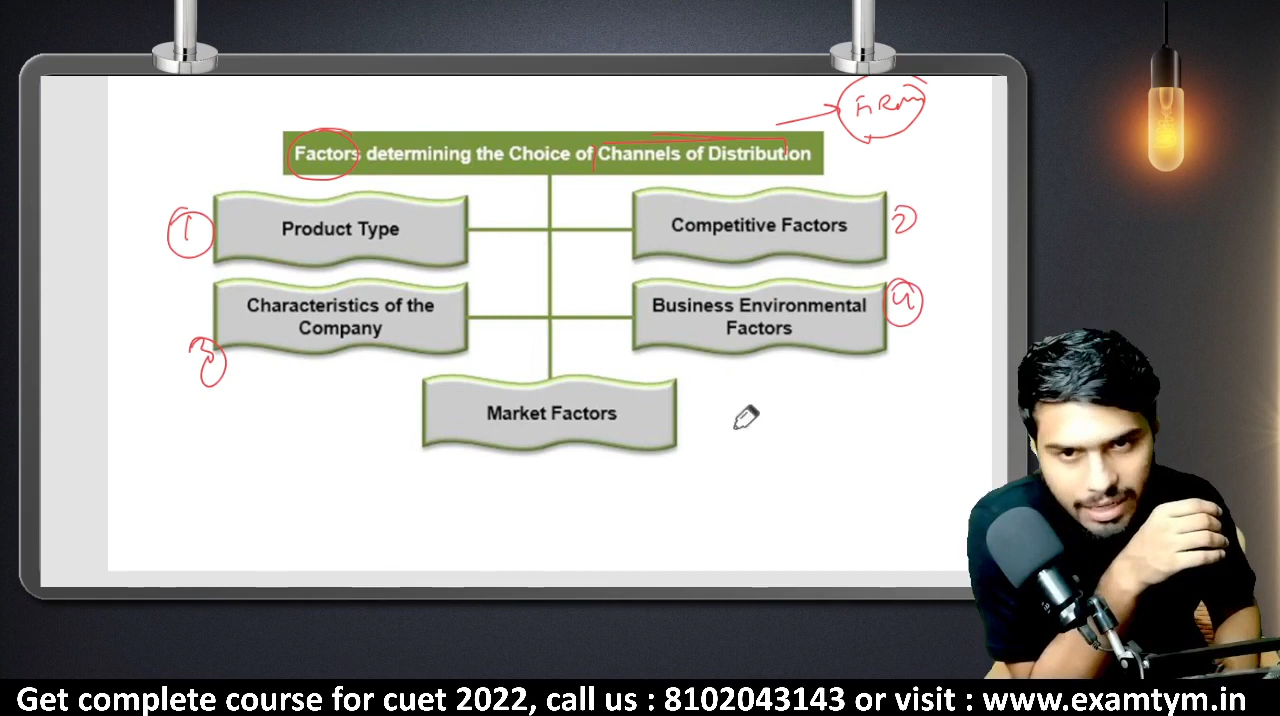 FIRM
Factors determining the Choice of Channels of Distribution
1
Product Type
Competitive Factors
2
Characteristics of the
Company
3
Business Environmental
Factors
4
Market Factors
Get complete course for cuet 2022, call us : 8102043143 or visit : www.examtym.in